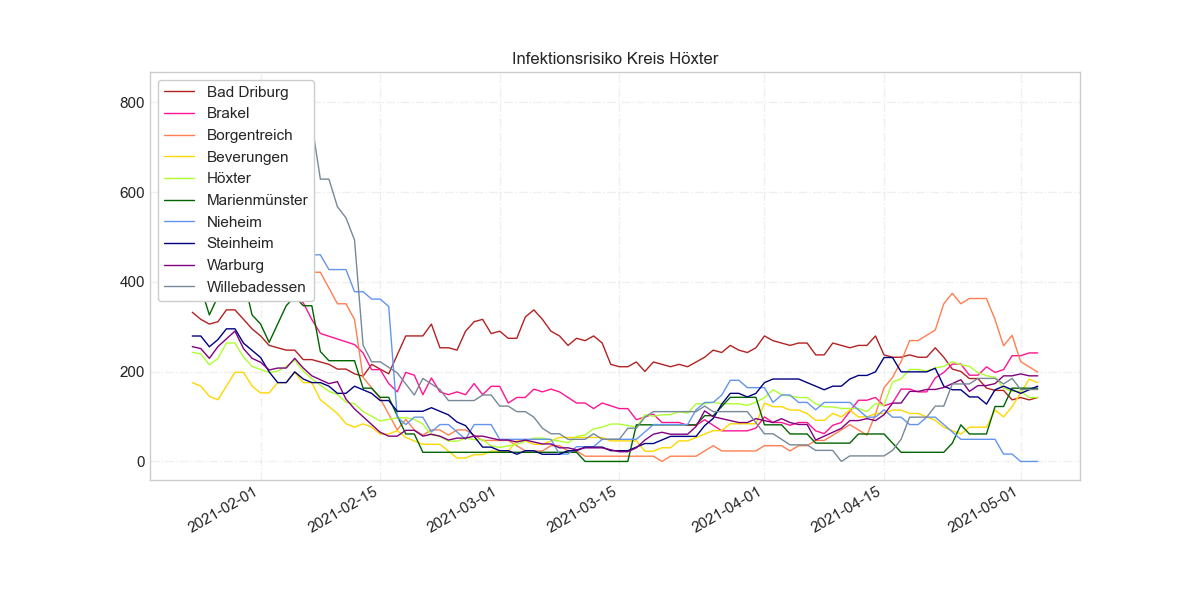 Infektionsrisiko Kreis Höxter
800
600
400
200
0
Bad Driburg
Brakel
Borgentreich
Beverungen
Höxter
Marienmünster
Nieheim
Steinheim
Warburg
Willebadessen
2021-02-01
2021-02-15
2021-03-01
2021-03-15
2021-04-01
2021-04-15
2021-05-01